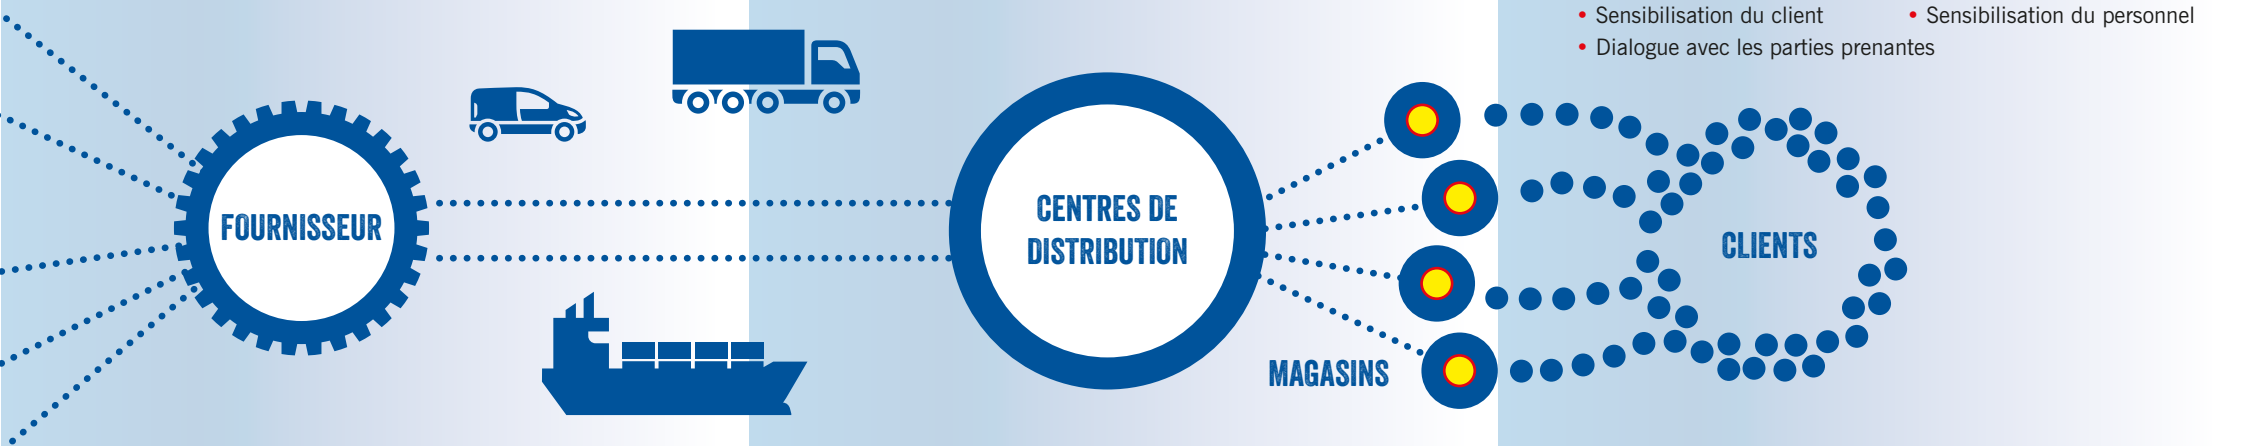 • Sensibilisation du client
• Sensibilisation du personnel
• Dialogue avec les parties prenantes
FOURNISSEUR
CENTRES DE
DISTRIBUTION
CLIENTS
MAGASINS